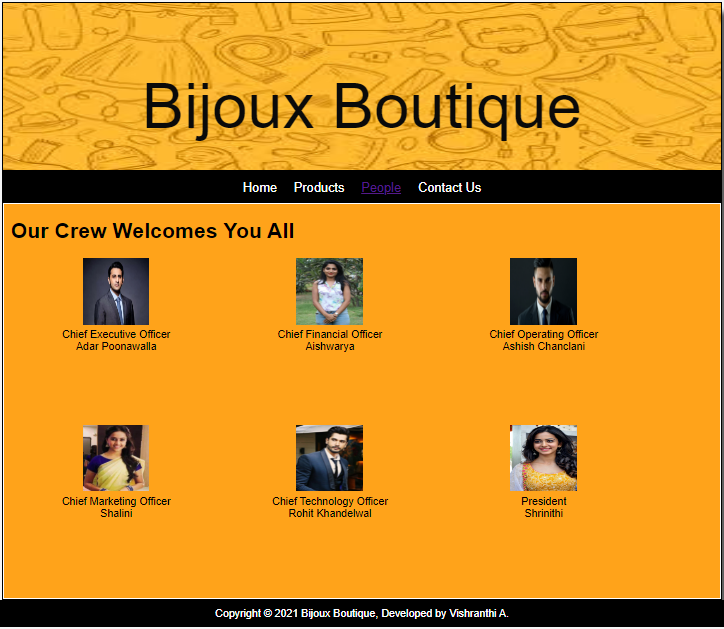 Bijoux Boutique
Home Products People Contact Us
Our Crew Welcomes You All
Chief Executive Officer
Adar Poonawalla
Chief Financial Officer
Aishwarya
Chief Operating Officer
Ashish Chanclani
Chief Marketing Officer
Shalini
Chief Technology Officer
Rohit Khandelwal
President
Shrinithi
Copyright © 2021 Bijoux Boutique, Developed by Vishranthi A.